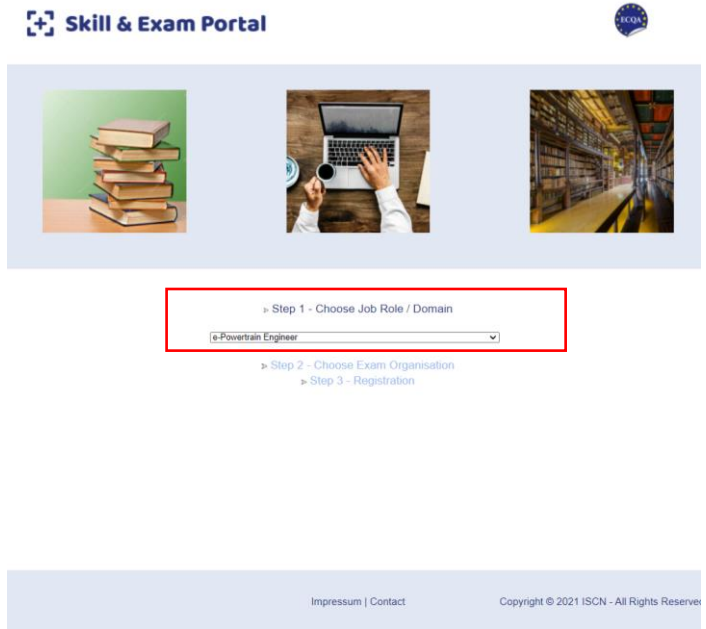 [+] Skill & Exam Portal
ECQA
Step 1 - Choose Job Role / Domain
e-Powertrain Engineer
Step 2 - Choose Exam Organisation
Step 3 - Registration
Impressum | Contact
Copyright © 2021 ISCN - All Rights Reserved